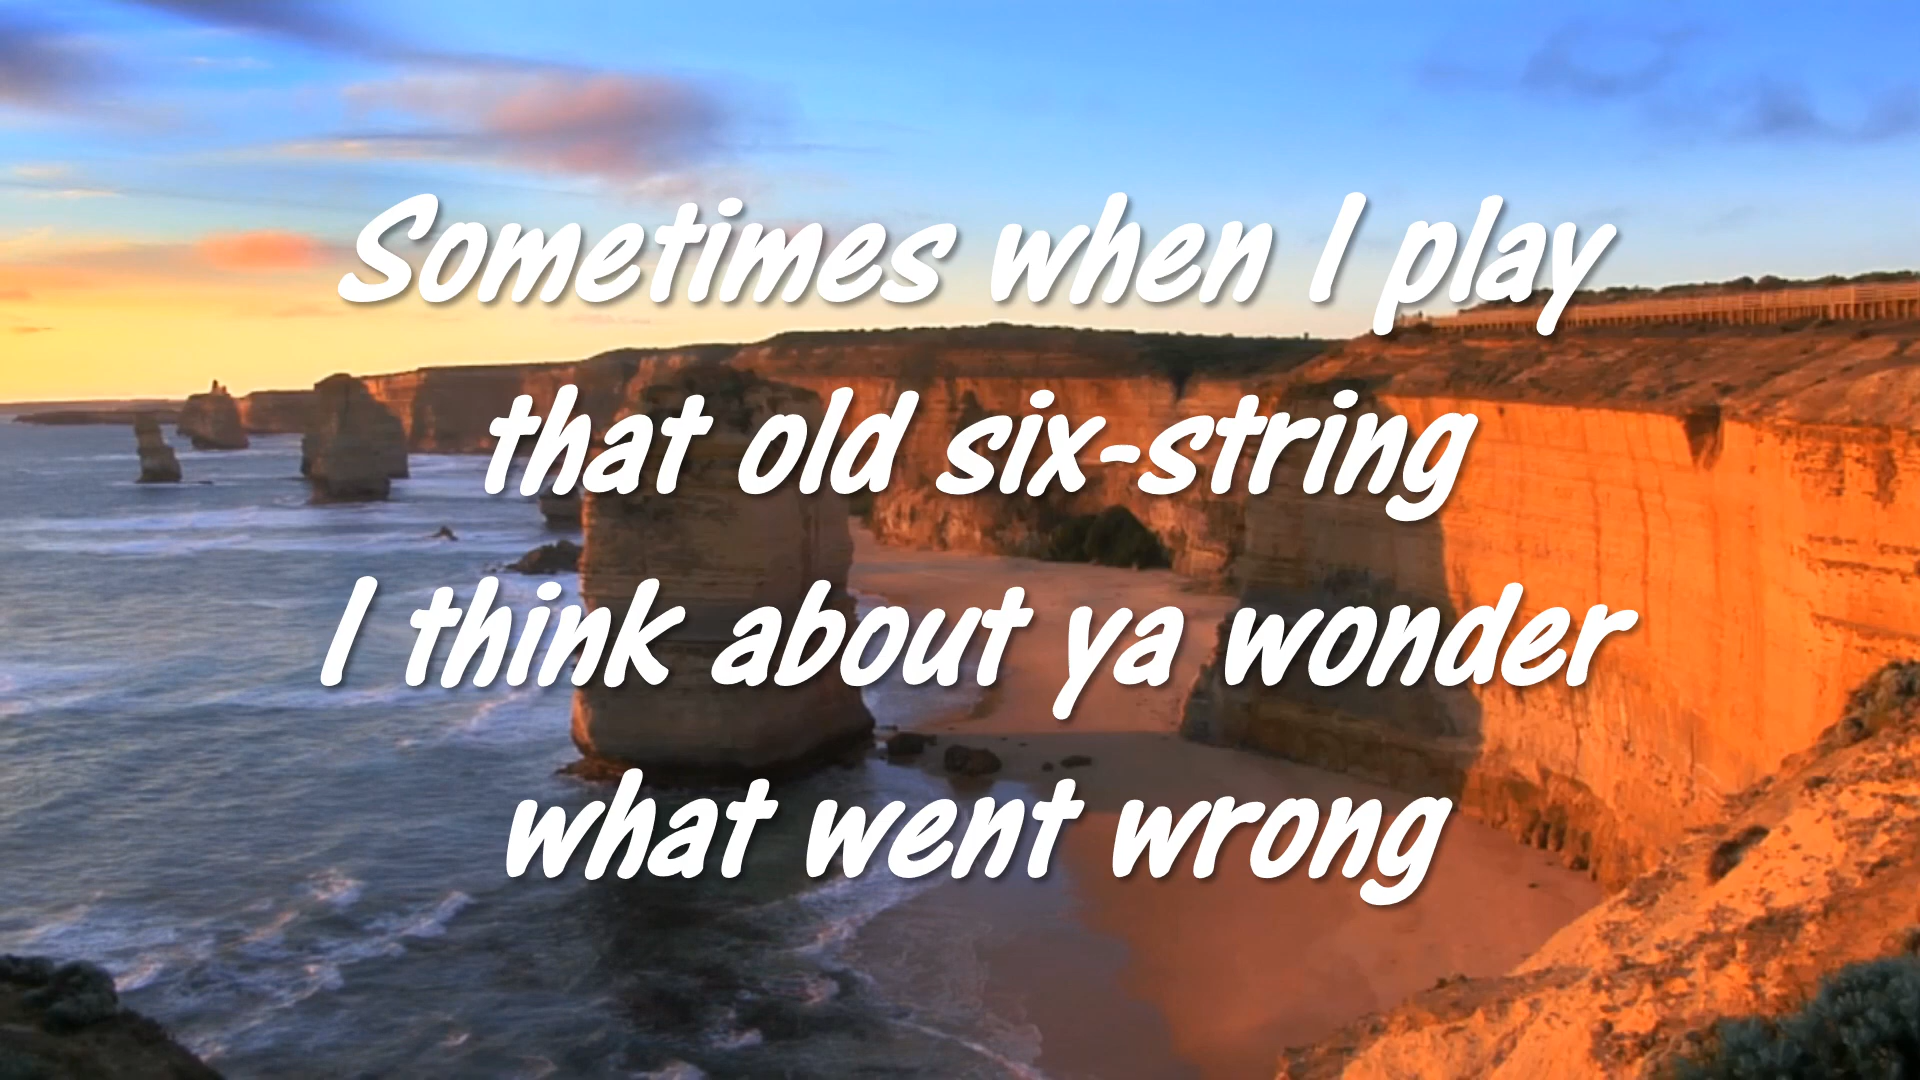 Sometimes when I play
that old six-string
I think about ya wonder
what went wrong